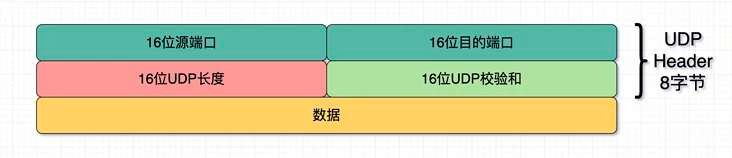 16位源端口
16位目的端口
16位UDP长度
16位UDP校验和
数据
UDP
Header
8字节